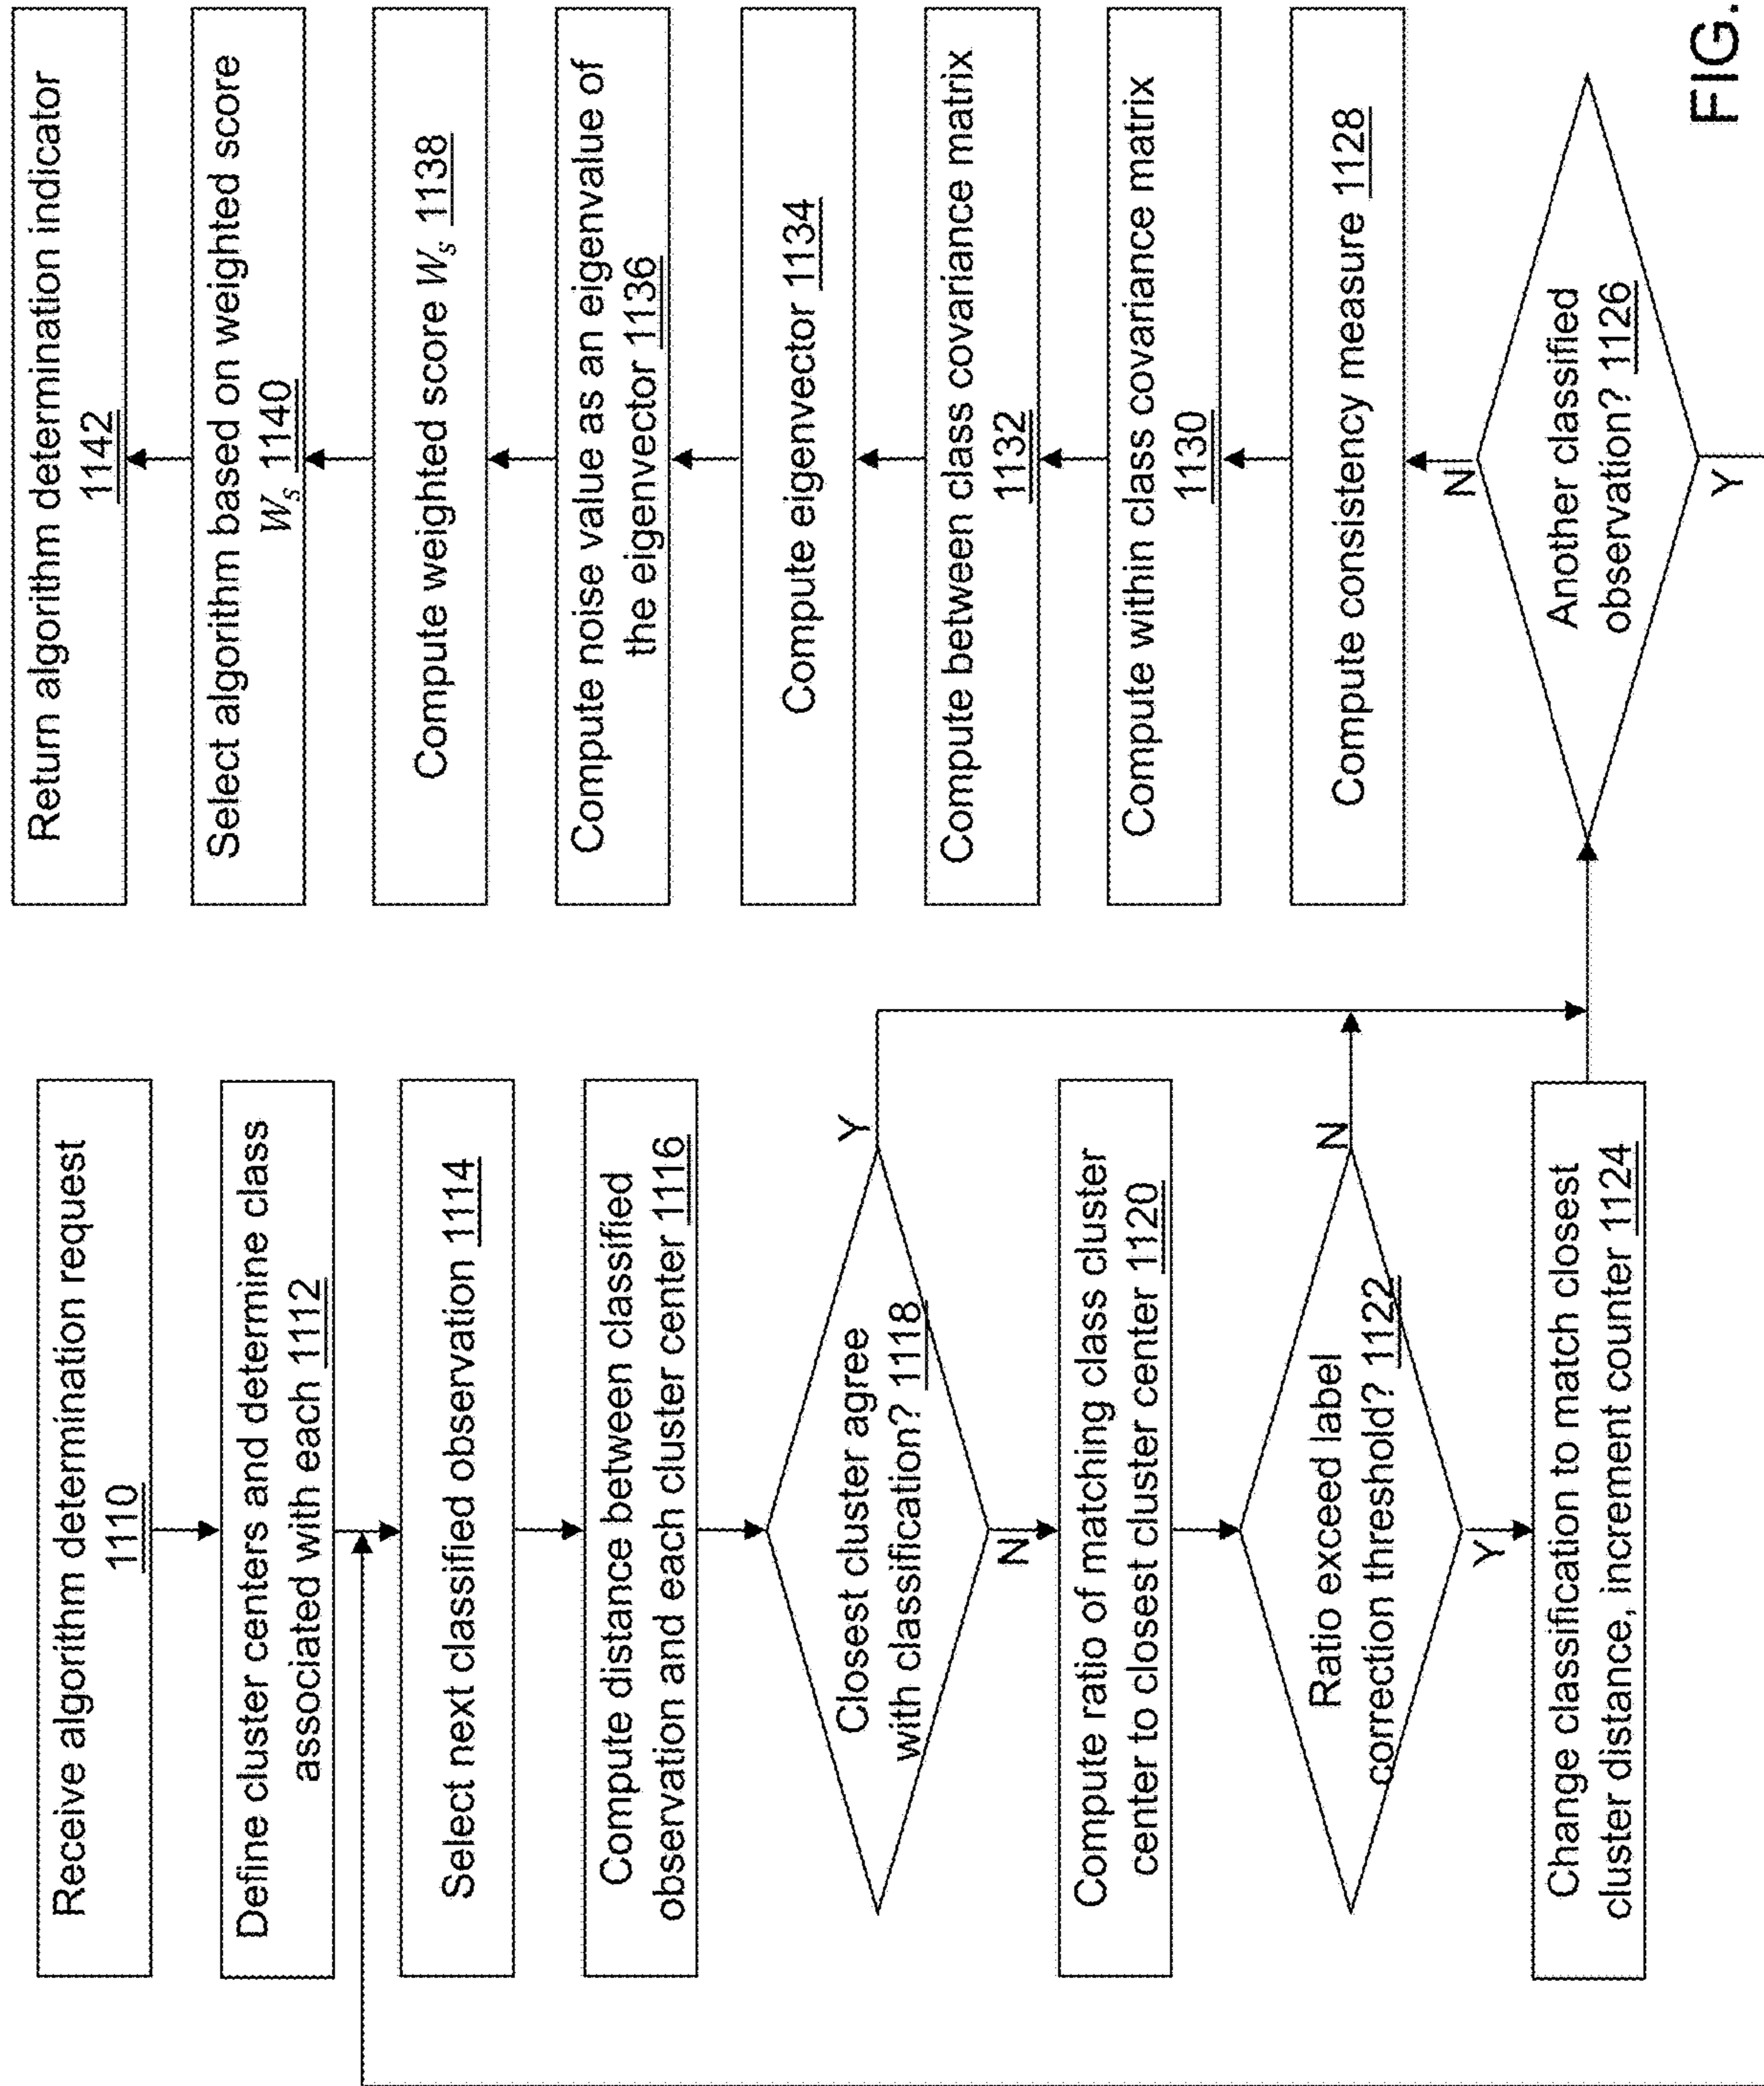 Receive algorithm determination request
1110
Define cluster centers and determine class
associated with each 1112
Select next classified observation 1114
Compute distance between classified
observation and each cluster center 1116
Closest cluster agree
with classification? 1118
Y
N
Compute ratio of matching class cluster
center to closest cluster center 1120
Ratio exceed label
correction threshold? 1122
N
Y
Change classification to match closest
cluster distance, increment counter 1124
Another classified
observation? 1126
Y
N
Compute consistency measure 1128
Compute within class covariance matrix
1130
Compute between class covariance matrix
1132
Compute eigenvector 1134
Compute noise value as an eigenvalue of
the eigenvector 1136
Compute weighted score Ws 1138
Select algorithm based on weighted score
Ws 1140
Return algorithm determination indicator
1142
FIG.